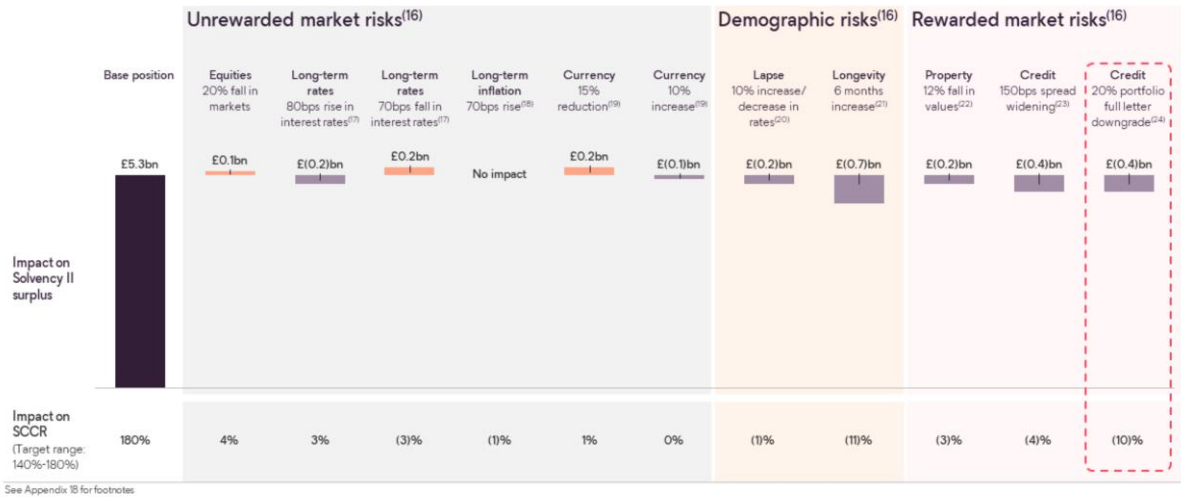 Unrewarded market risks(16)
Demographic risks(16)
Rewarded market risks(16)
Base position
Equities
20% fall in
markets
Long-term
rates
80bps rise in
interest rates(17)
Long-term
rates
70bps fall in
interest rates(17)
Long-term
inflation
70bps rise(18)
Currency
15%
reduction(19)
Currency
10%
increase(19)
Lapse
10% increase/
decrease in
rates(20)
Longevity
6 months
increase(21)
Property
12% fall in
values(22)
Credit
150bps spread
widening(23)
Credit
20% portfolio
full letter
downgrade(24)
£5.3bn
£0.1bn
£(0.2)bn
£0.2bn
No impact
£0.2bn
£(0.1)bn
£(0.2)bn
£(0.7)bn
£(0.2)bn
£(0.4)bn
£(0.4)bn
Impact on
Solvency II
surplus
Impact on
SCCR
(Target range:
140%-180%)
180%
4%
3%
(3)%
(1)%
1%
0%
(1)%
(11)%
(3)%
(4)%
(10)%
See Appendix 18 for footnotes